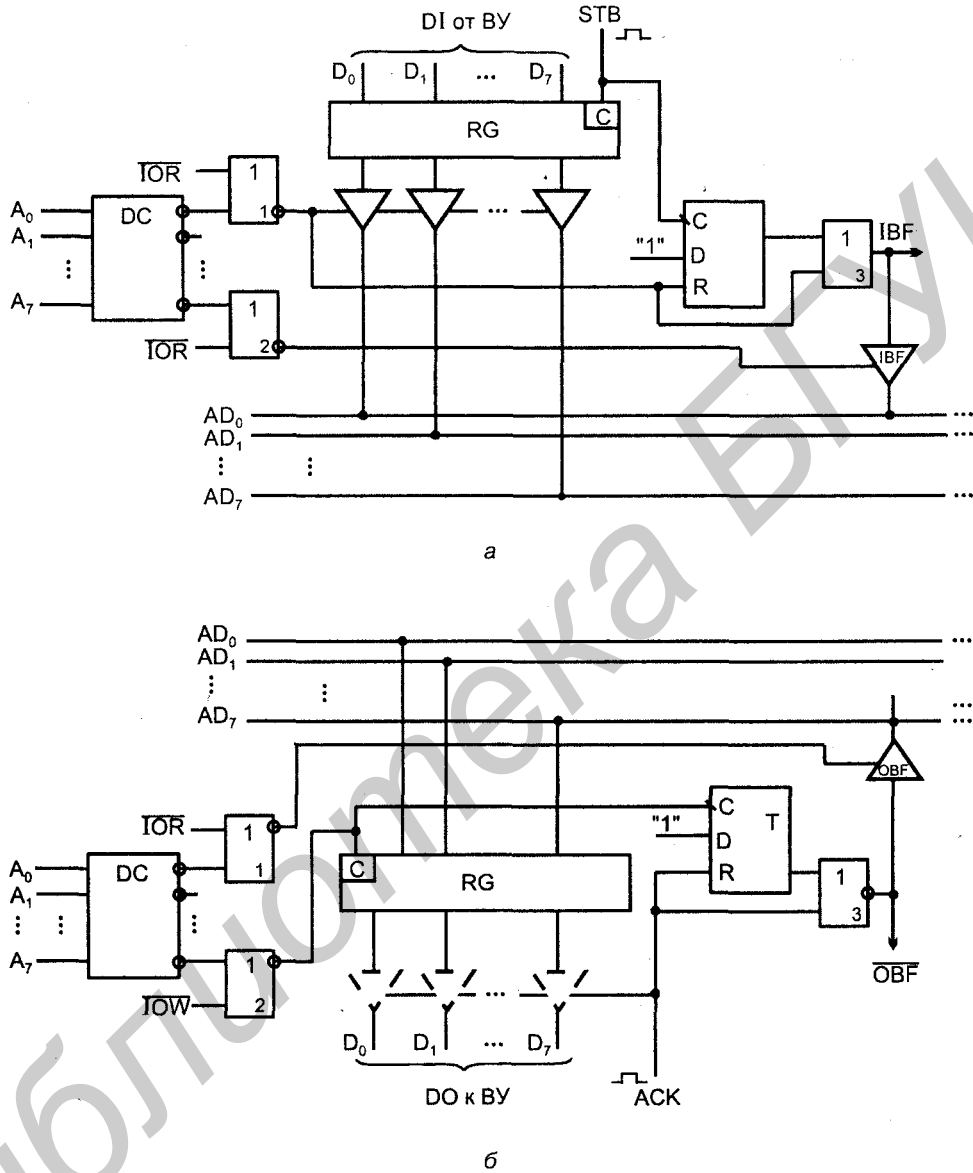 DI от ВУ
STB
D₀ D₁ ... D₇
C
RG
IOR
1
1
A₀
DC
A₁
⋮
A₇
1
2
IOR
"1"
C
D
R
1
3
IBF
IBF
AD₀
AD₁
⋮
AD₇
...
а
AD₀
AD₁
⋮
AD₇
...
OBF
IOR
1
1
A₀
DC
A₁
⋮
A₇
1
2
IOW
C
RG
"1"
C
T
D
R
1
3
OBF
D₀ D₁ ... D₇
DO к ВУ
ACK
б
блиотека БГУИ